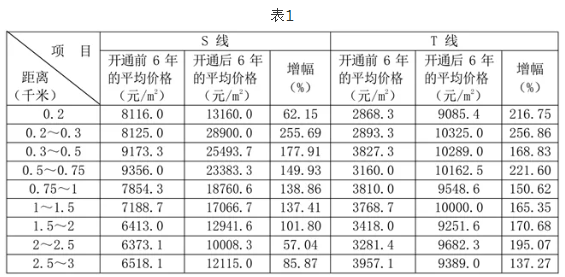 表1
项 目 S 线 T 线
距离（千米） 开通前 6 年的平均价格（元/m²） 开通后 6 年的平均价格（元/m²） 增幅（%） 开通前 6 年的平均价格（元/m²） 开通后 6 年的平均价格（元/m²） 增幅（%）
0.2 8116.0 13160.0 62.15 2868.3 9085.4 216.75
0.2～0.3 8125.0 28900.0 255.69 2893.3 10325.0 256.86
0.3～0.5 9173.3 25493.7 177.91 3827.3 10289.0 168.83
0.5～0.75 9356.0 23383.3 149.93 3160.0 10162.5 221.60
0.75～1 7854.3 18760.6 138.86 3810.0 9548.6 150.62
1～1.5 7188.7 17066.7 137.41 3768.7 10000.0 165.35
1.5～2 6413.0 12941.6 101.80 3418.0 9251.6 170.68
2～2.5 6373.1 10008.3 57.04 3281.4 9682.3 195.07
2.5～3 6518.1 12115.0 85.87 3957.1 9389.0 137.27